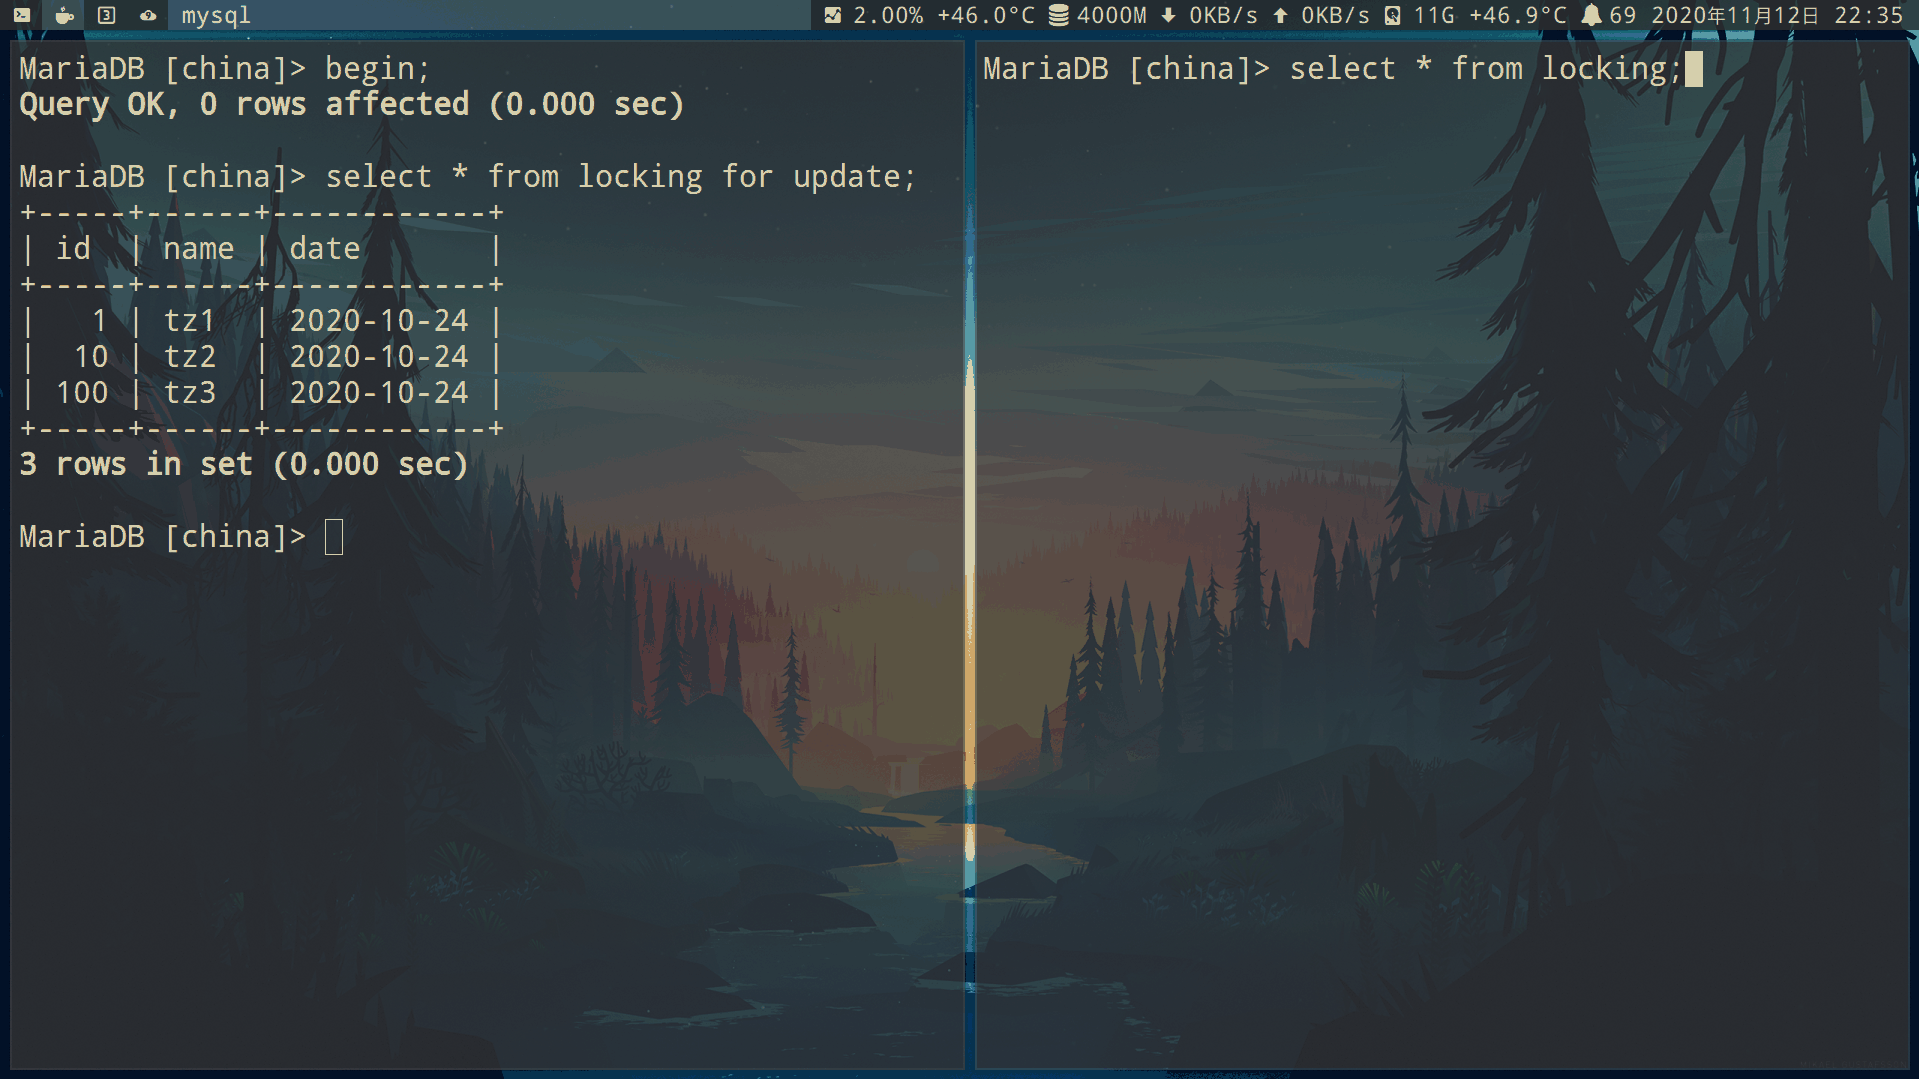 mysql 2.00% +46.0°C 4000M 0KB/s 0KB/s 11G +46.9°C 69 2020年11月12日 22:35
MariaDB [china]> begin;
Query OK, 0 rows affected (0.000 sec)
MariaDB [china]> select * from locking for update;
+-----+------+------------+
| id  | name | date       |
+-----+------+------------+
|   1 | tz1  | 2020-10-24 |
|  10 | tz2  | 2020-10-24 |
| 100 | tz3  | 2020-10-24 |
+-----+------+------------+
3 rows in set (0.000 sec)
MariaDB [china]>
MariaDB [china]> select * from locking;